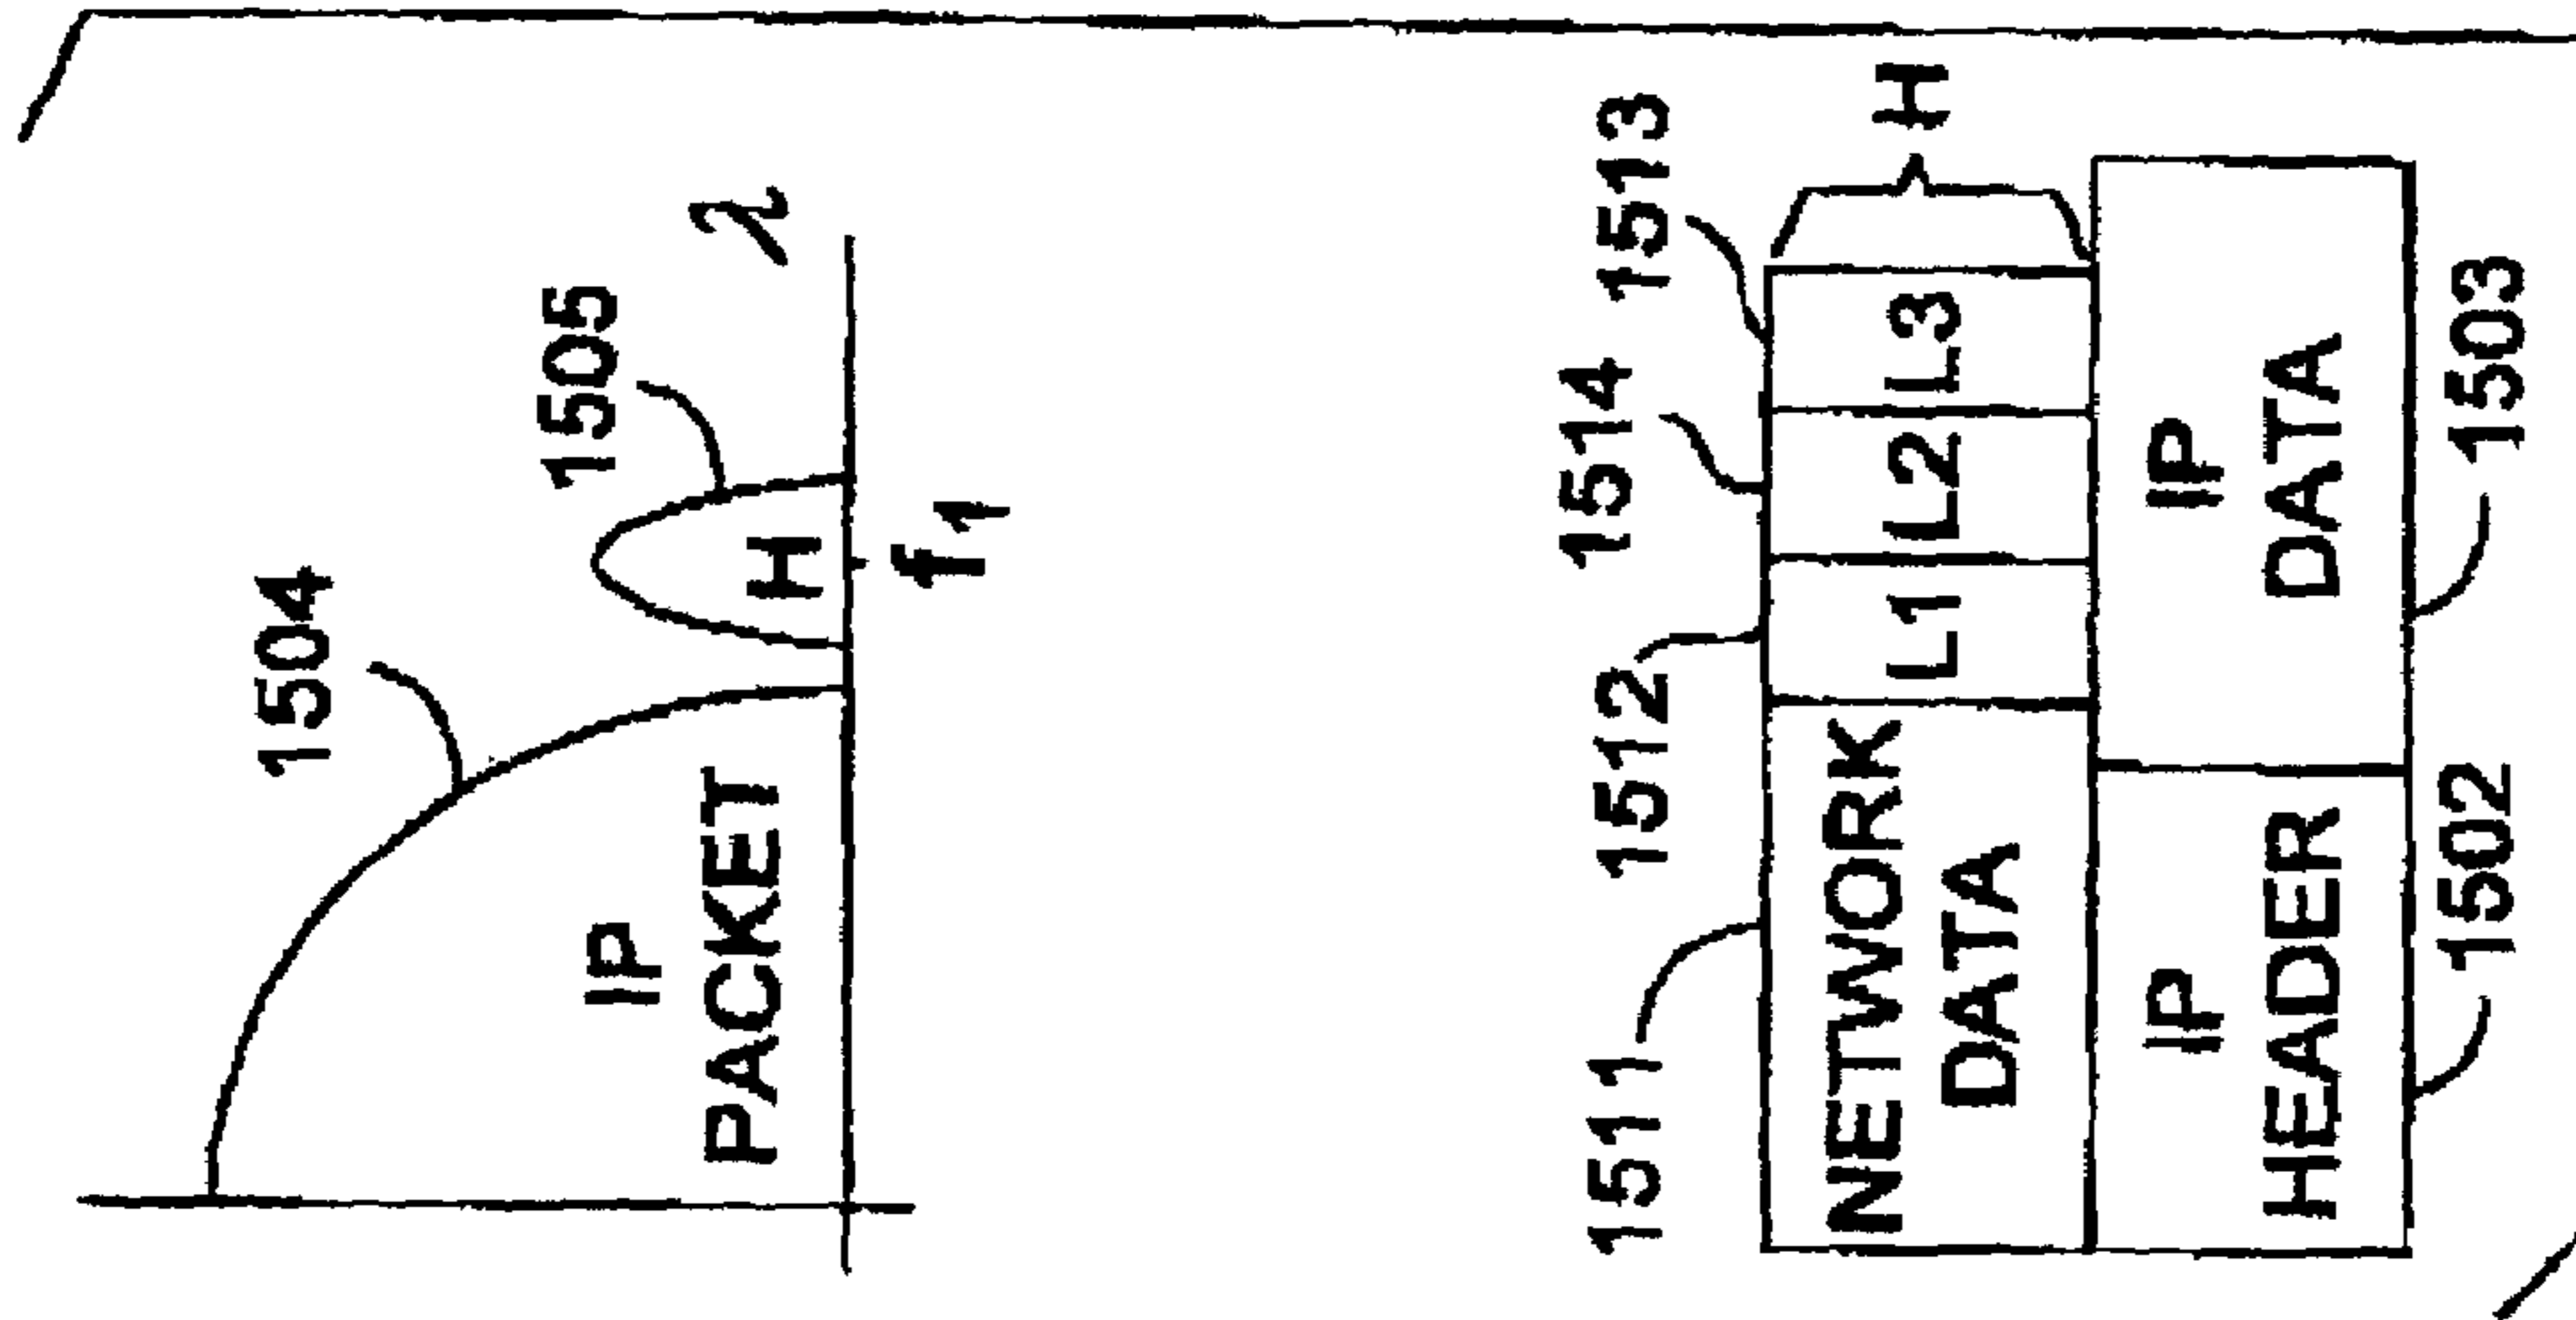 1504
1505
λ
IP
PACKET
H
f1
1511
1512
1514
1513
NETWORK
DATA
L1
L2
L3
H
IP
HEADER
IP
DATA
1502
1503